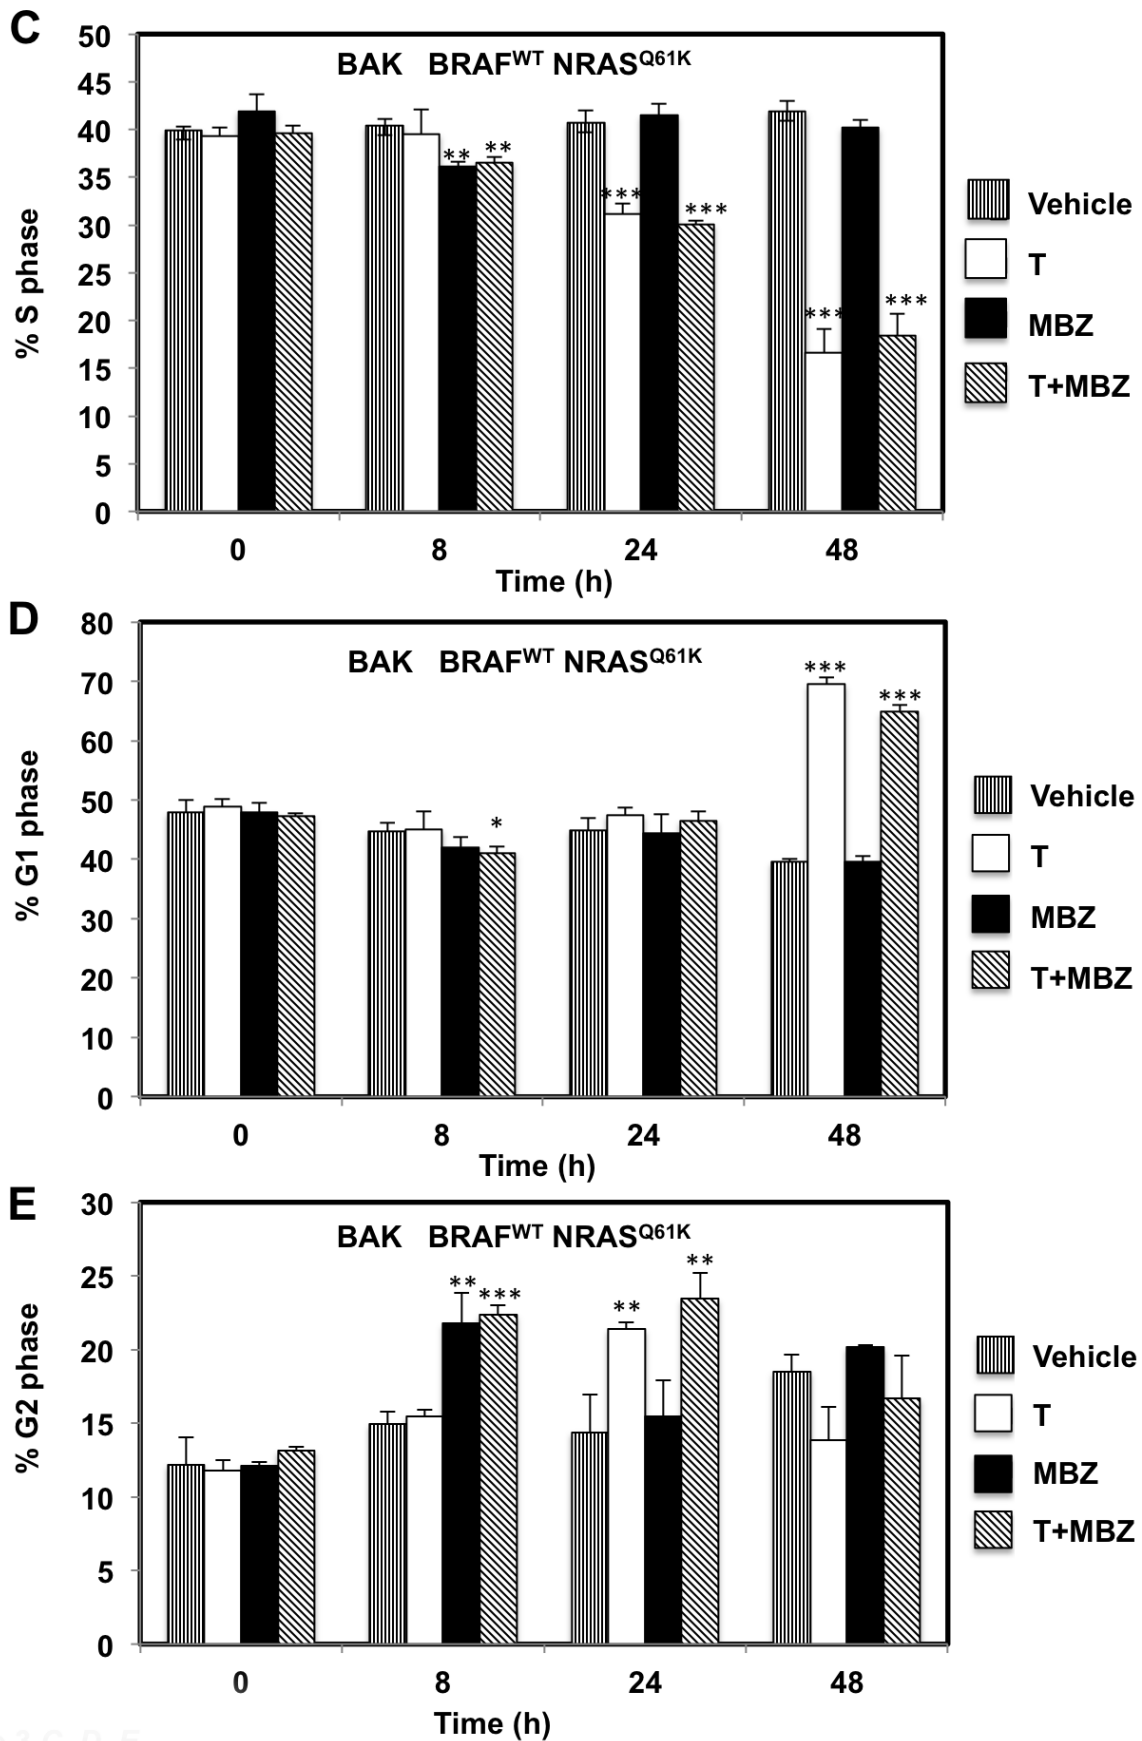 C
BAK BRAFWT NRASQ61K
50
45
40
35
30
25
20
15
10
5
0
% S phase
** **
*** ***
*** ***
0 8 24 48
Time (h)
Vehicle
T
MBZ
T+MBZ
D
BAK BRAFWT NRASQ61K
80
70
60
50
40
30
20
10
0
% G1 phase
*
*** ***
0 8 24 48
Time (h)
Vehicle
T
MBZ
T+MBZ
E
BAK BRAFWT NRASQ61K
30
25
20
15
10
5
0
% G2 phase
** ***
** **
0 8 24 48
Time (h)
Vehicle
T
MBZ
T+MBZ